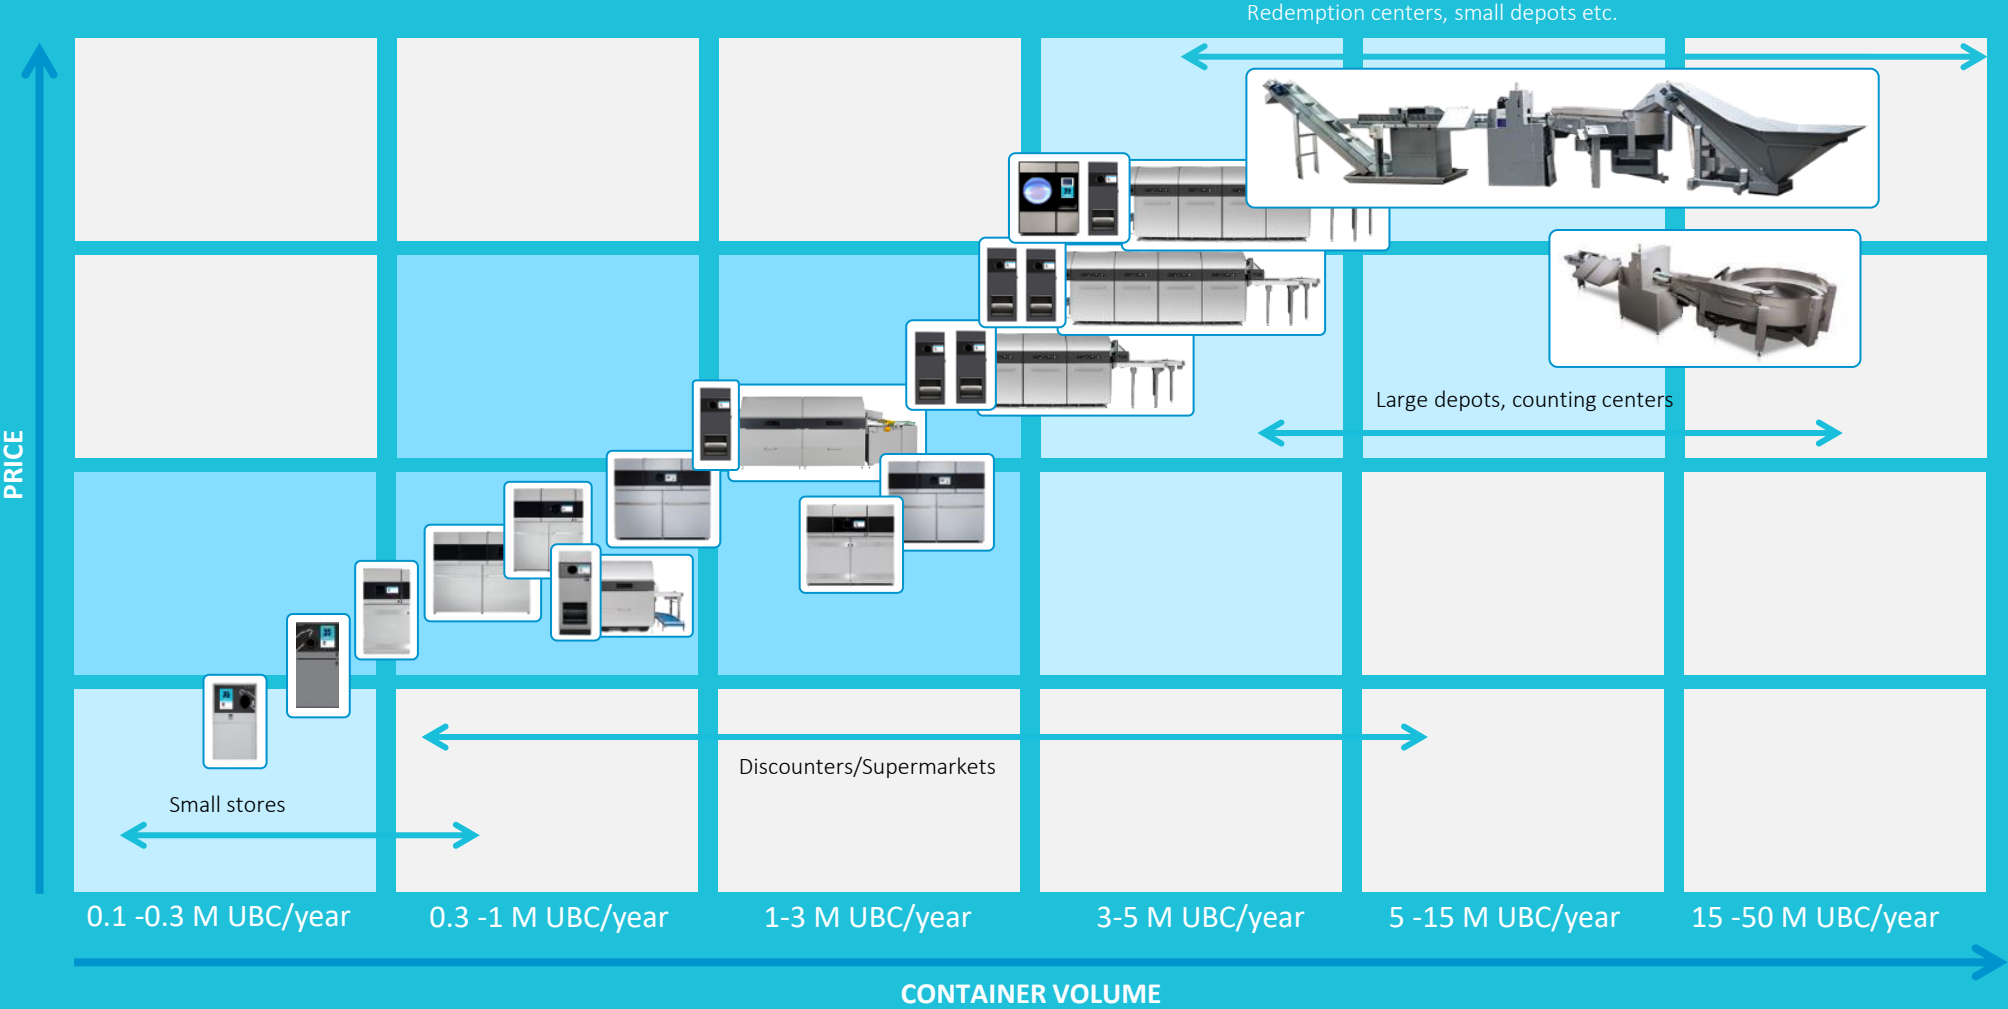 Redemption centers, small depots etc.
PRICE
Large depots, counting centers
Discounters/Supermarkets
Small stores
0.1 -0.3 M UBC/year
0.3 -1 M UBC/year
1-3 M UBC/year
3-5 M UBC/year
5 -15 M UBC/year
15 -50 M UBC/year
CONTAINER VOLUME